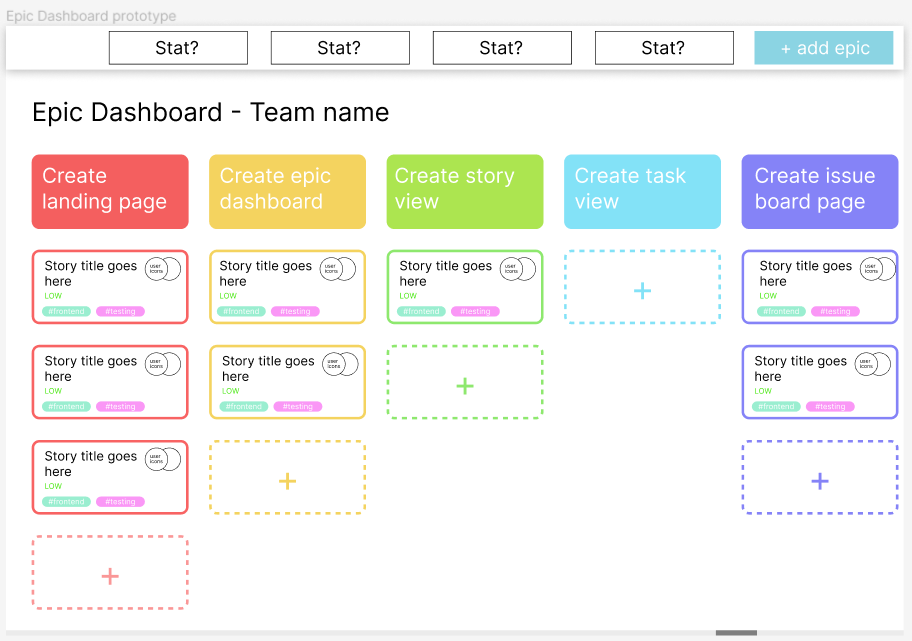 Epic Dashboard prototype
Stat? Stat? Stat? Stat? + add epic
Epic Dashboard - Team name
Create
landing page
Create epic
dashboard
Create story
view
Create task
view
Create issue
board page
Story title goes
here
user
icons
LOW
#frontend #testing
Story title goes
here
user
icons
LOW
#frontend #testing
Story title goes
here
user
icons
LOW
#frontend #testing
+
Story title goes
here
user
icons
LOW
#frontend #testing
Story title goes
here
user
icons
LOW
#frontend #testing
+
Story title goes
here
user
icons
LOW
#frontend #testing
+
+
Story title goes
here
user
icons
LOW
#frontend #testing
Story title goes
here
user
icons
LOW
#frontend #testing
+